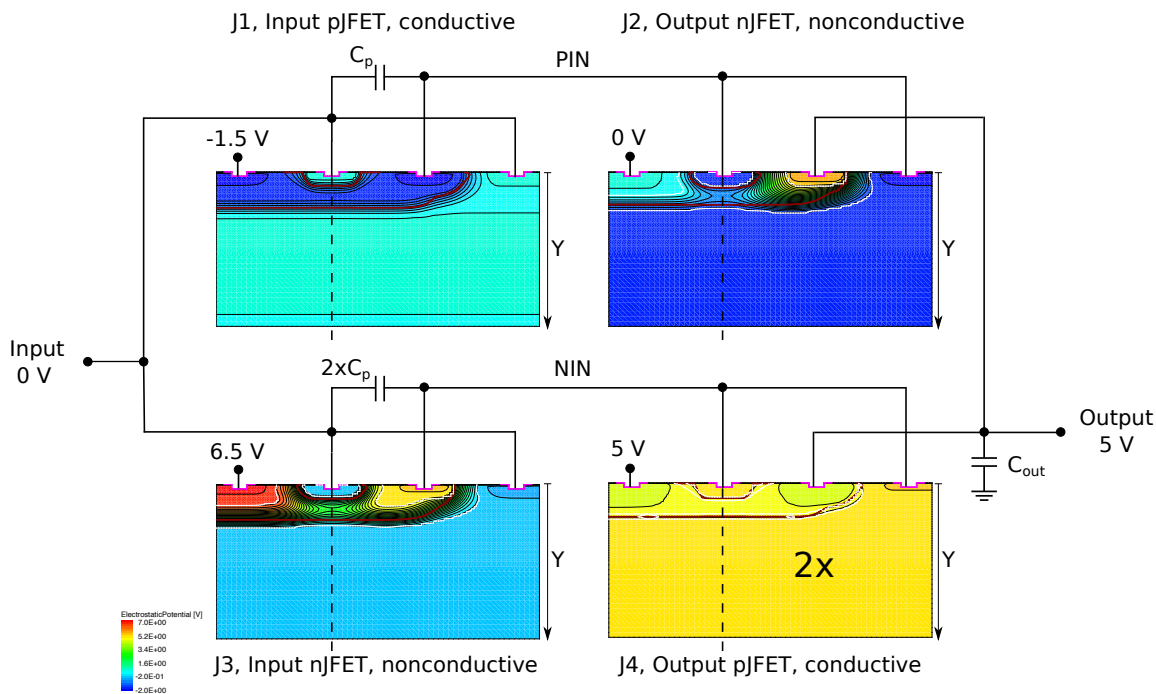 J1, Input pJFET, conductive
J2, Output nJFET, nonconductive
Cp
PIN
-1.5 V
0 V
Y
Y
Input
0 V
2xCp
NIN
6.5 V
5 V
Output
5 V
Cout
Y
2x
Y
ElectrostaticPotential [V]
7.0E+00
5.2E+00
3.4E+00
1.6E+00
-2.0E-01
-2.0E+00
J3, Input nJFET, nonconductive
J4, Output pJFET, conductive